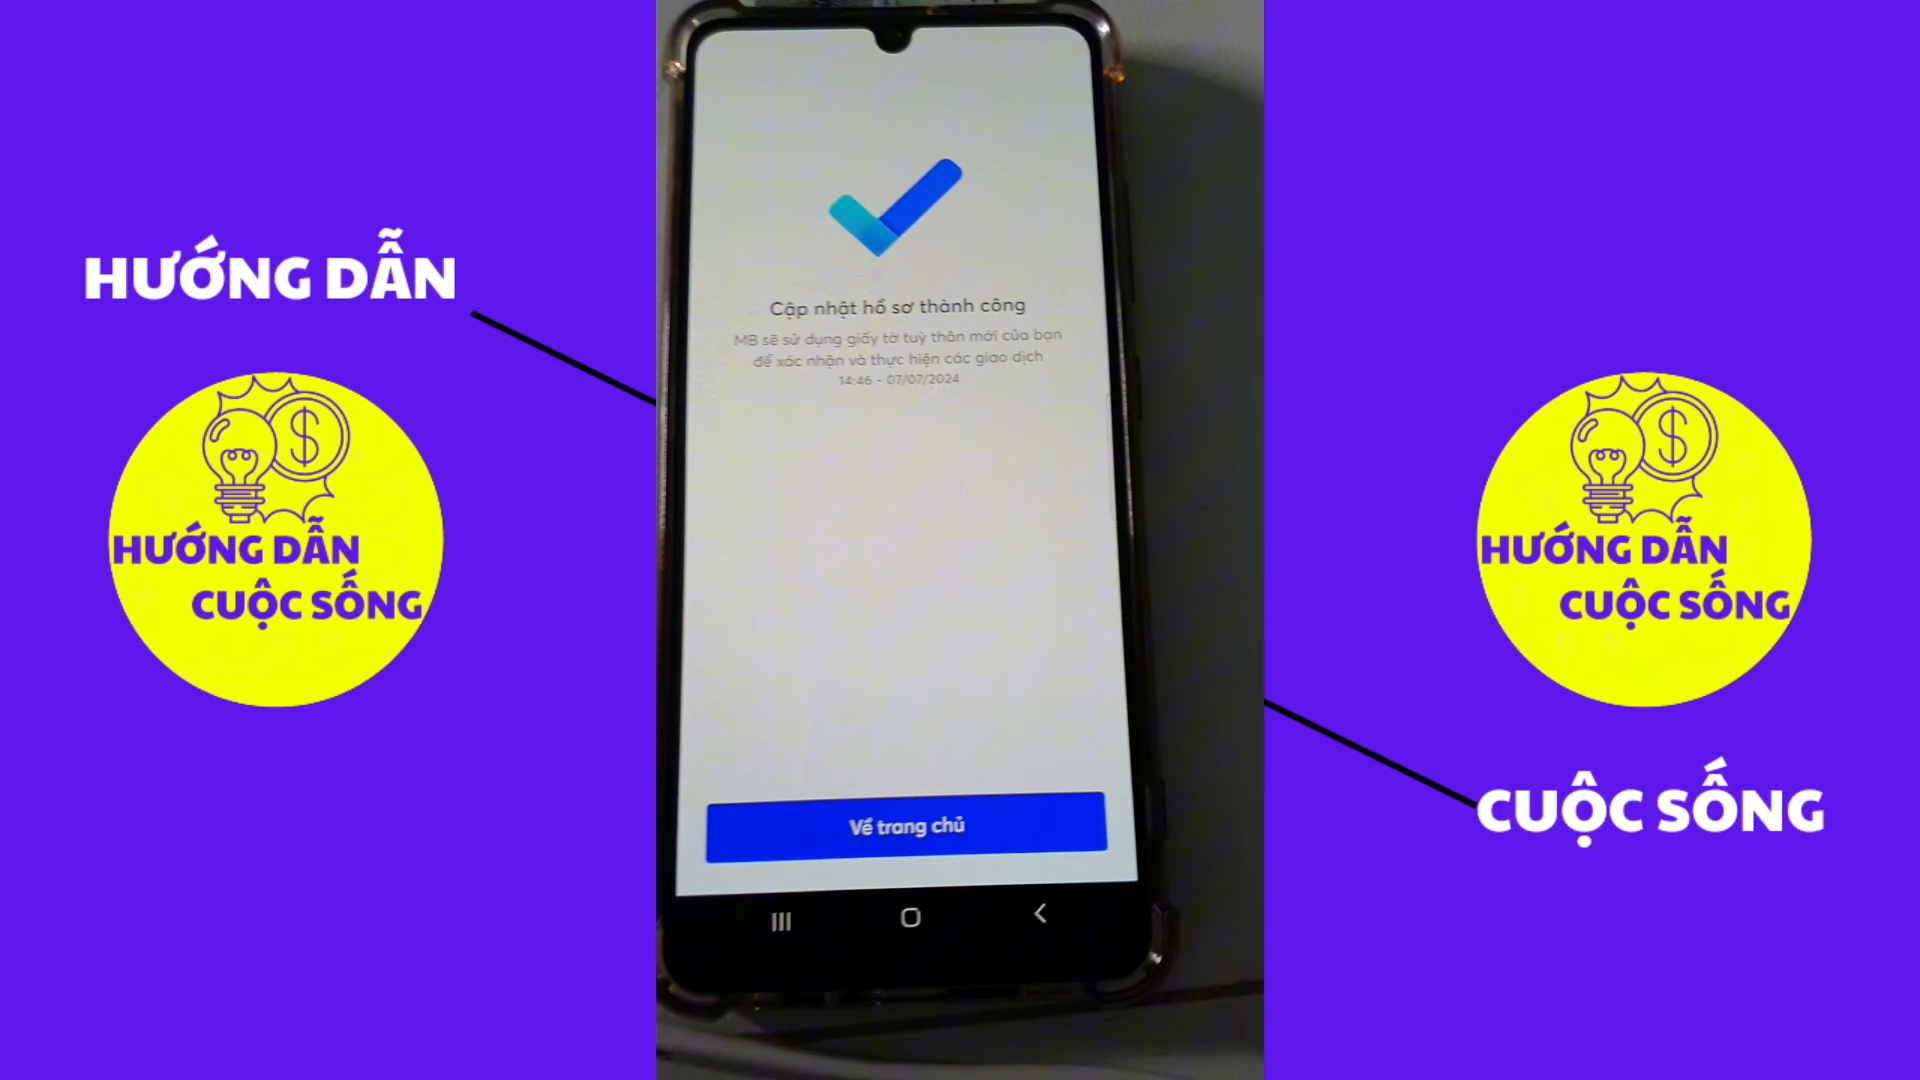 HƯỚNG DẪN
HƯỚNG DẪN
CUỘC SỐNG
Cập nhật hồ sơ thành công
MB sẽ sử dụng giấy tờ tuỳ thân mới của bạn
để xác nhận và thực hiện các giao dịch
14:46 - 07/07/2024
Về trang chủ
HƯỚNG DẪN
CUỘC SỐNG
CUỘC SỐNG